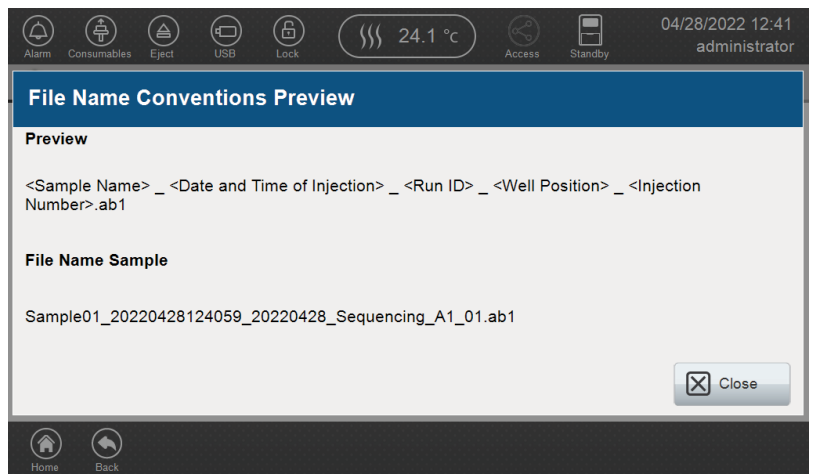 04/28/2022 12:41
24.1 °c
administrator
Alarm Consumables Eject USB Lock Access Standby
File Name Conventions Preview
Preview
<Sample Name> _ <Date and Time of Injection> _ <Run ID> _ <Well Position> _ <Injection
Number>.ab1
File Name Sample
Sample01_20220428124059_20220428_Sequencing_A1_01.ab1
Close
Home Back